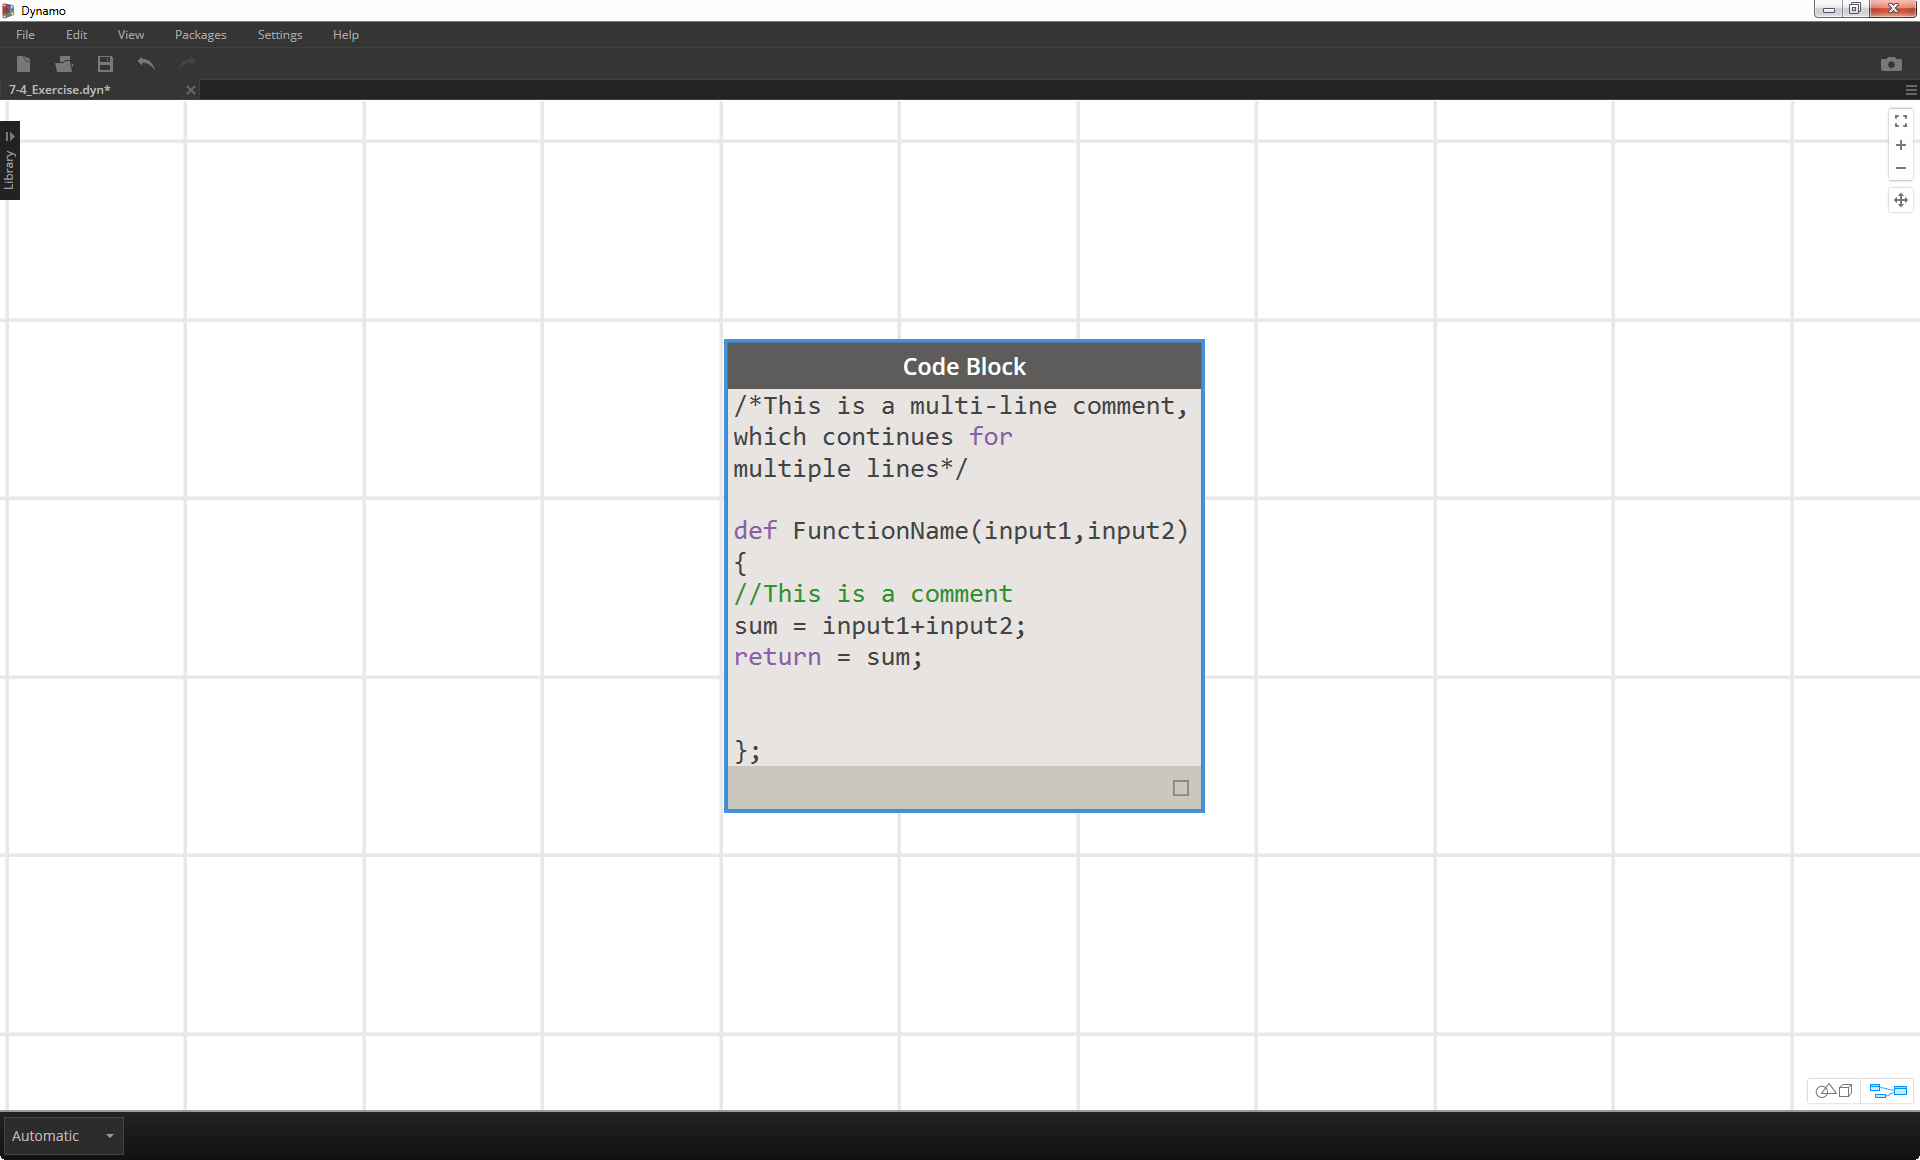 Dynamo
File Edit View Packages Settings Help
7-4_Exercise.dyn*
Library
Code Block
/*This is a multi-line comment,
which continues for
multiple lines*/
def FunctionName(input1,input2)
{
//This is a comment
sum = input1+input2;
return = sum;
};
Automatic